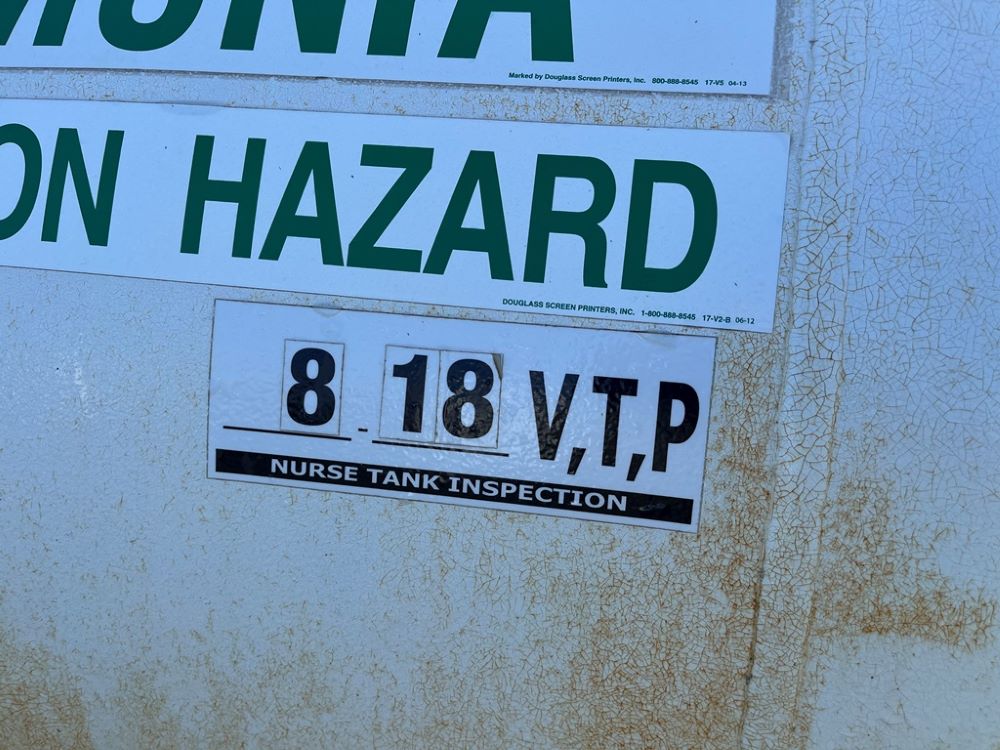 MONIA
Marked by Douglass Screen Printers, Inc. 800-888-8545 17-V5 04-13
ON HAZARD
DOUGLASS SCREEN PRINTERS, INC. 1-800-888-8545 17-V2-B 06-12
8 - 18 V,T,P
NURSE TANK INSPECTION